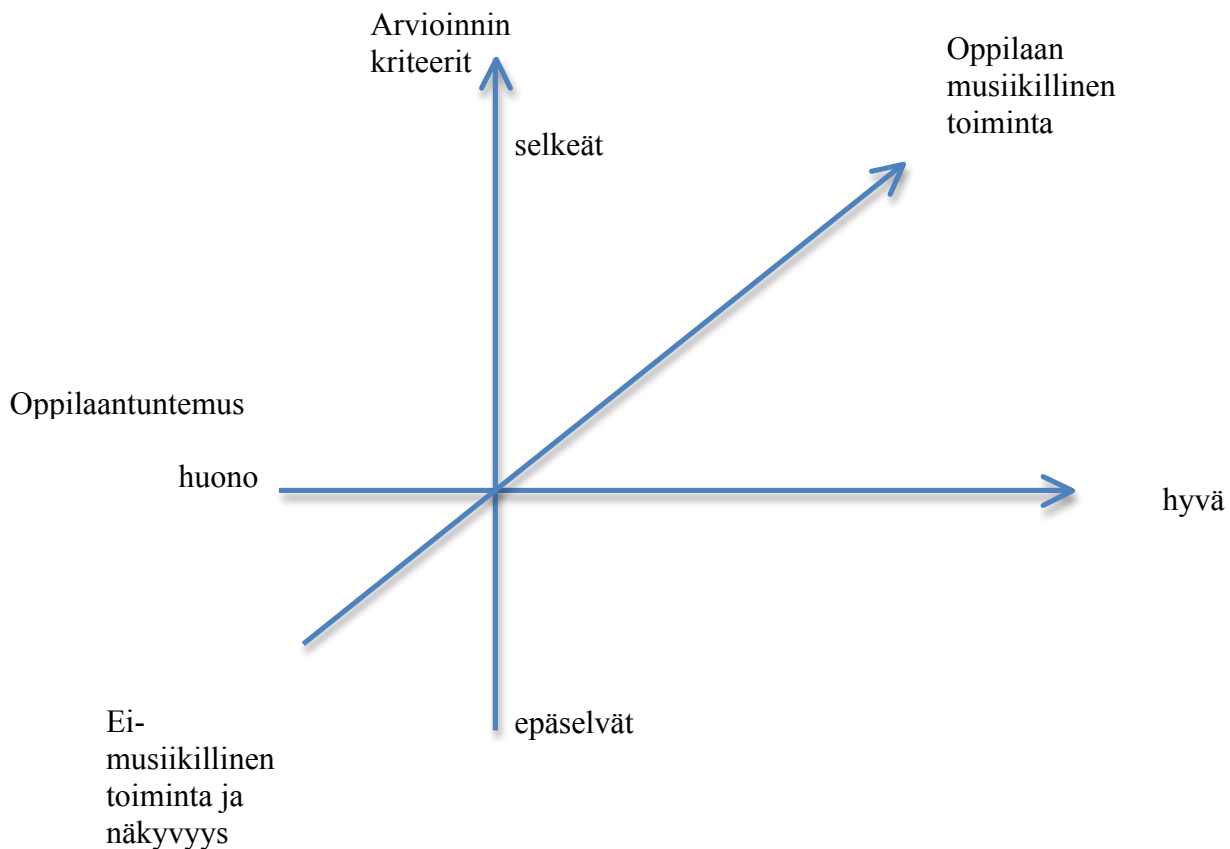 Arvioinnin
kriteerit
Oppilaan
musiikillinen
toiminta
selkeät
Oppilaantuntemus
huono
hyvä
Ei-
musiikillinen
toiminta ja
näkyvyys
epäselvät